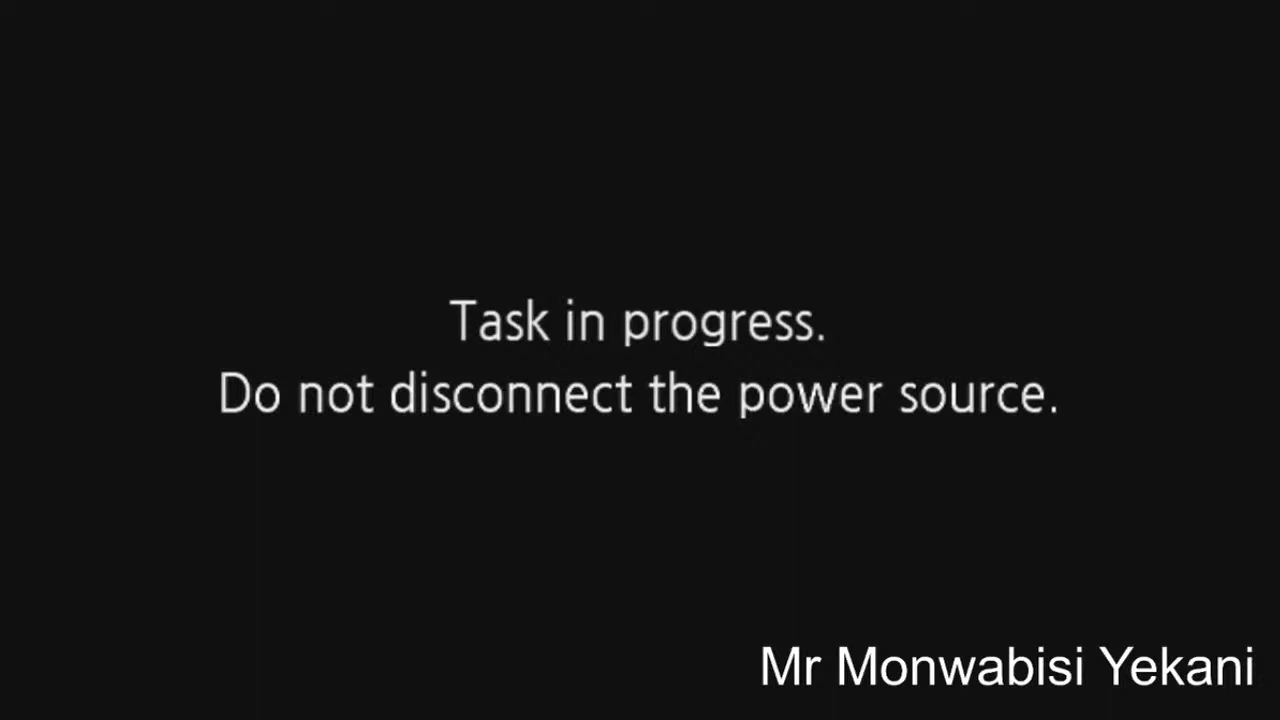 Task in progress.
Do not disconnect the power source.
Mr Monwabisi Yekani